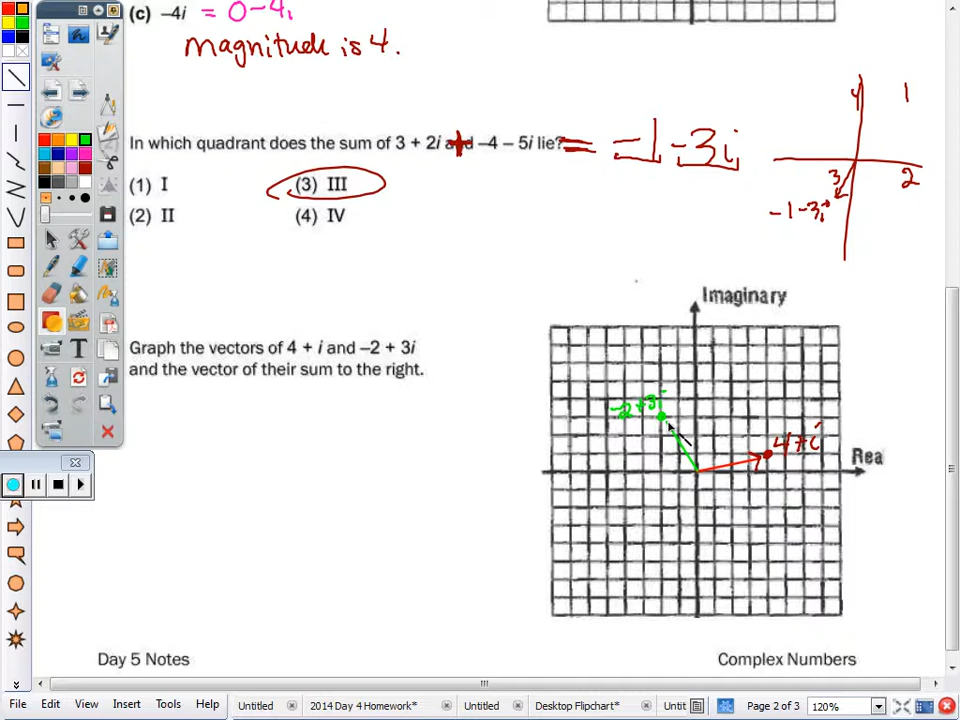 (c) –4i = 0-4i
magnitude is 4.
In which quadrant does the sum of 3 + 2i + –4 – 5i lie? = -1-3i
(1) I
(3) III
(2) II
(4) IV
4 1
3 2
-1-3i
Imaginary
Graph the vectors of 4 + i and –2 + 3i
and the vector of their sum to the right.
-2+3i
4+i
Rea
T
Day 5 Notes
Complex Numbers
File Edit View Insert Tools Help Untitled 2014 Day 4 Homework* Untitled Desktop Flipchart* Untit Page 2 of 3 120%